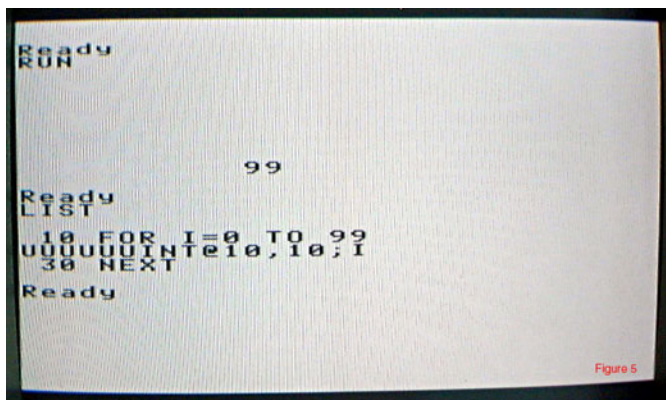 Ready
RUN
99
Ready
LIST
10 FOR I=0 TO 99
UUUUUUINT@10,10;I
30 NEXT
Ready
Figure 5